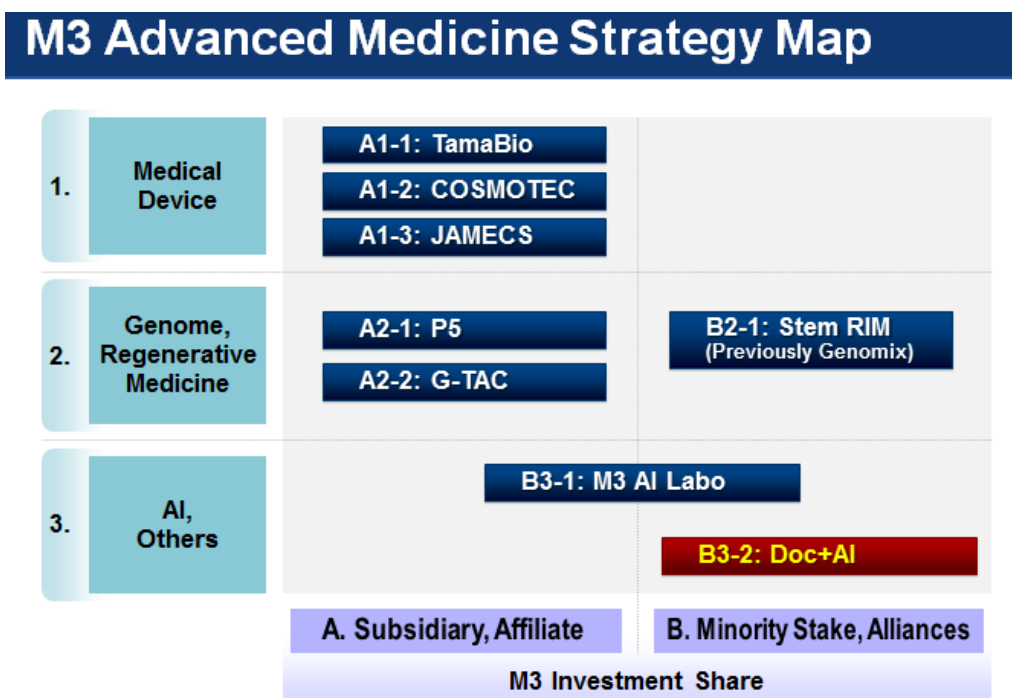 M3 Advanced Medicine Strategy Map
1.
Medical
Device
A1-1: TamaBio
A1-2: COSMOTEC
A1-3: JAMECS
2.
Genome,
Regenerative
Medicine
A2-1: P5
A2-2: G-TAC
B2-1: Stem RIM
(Previously Genomix)
3.
AI,
Others
B3-1: M3 AI Labo
B3-2: Doc+AI
A. Subsidiary, Affiliate
B. Minority Stake, Alliances
M3 Investment Share